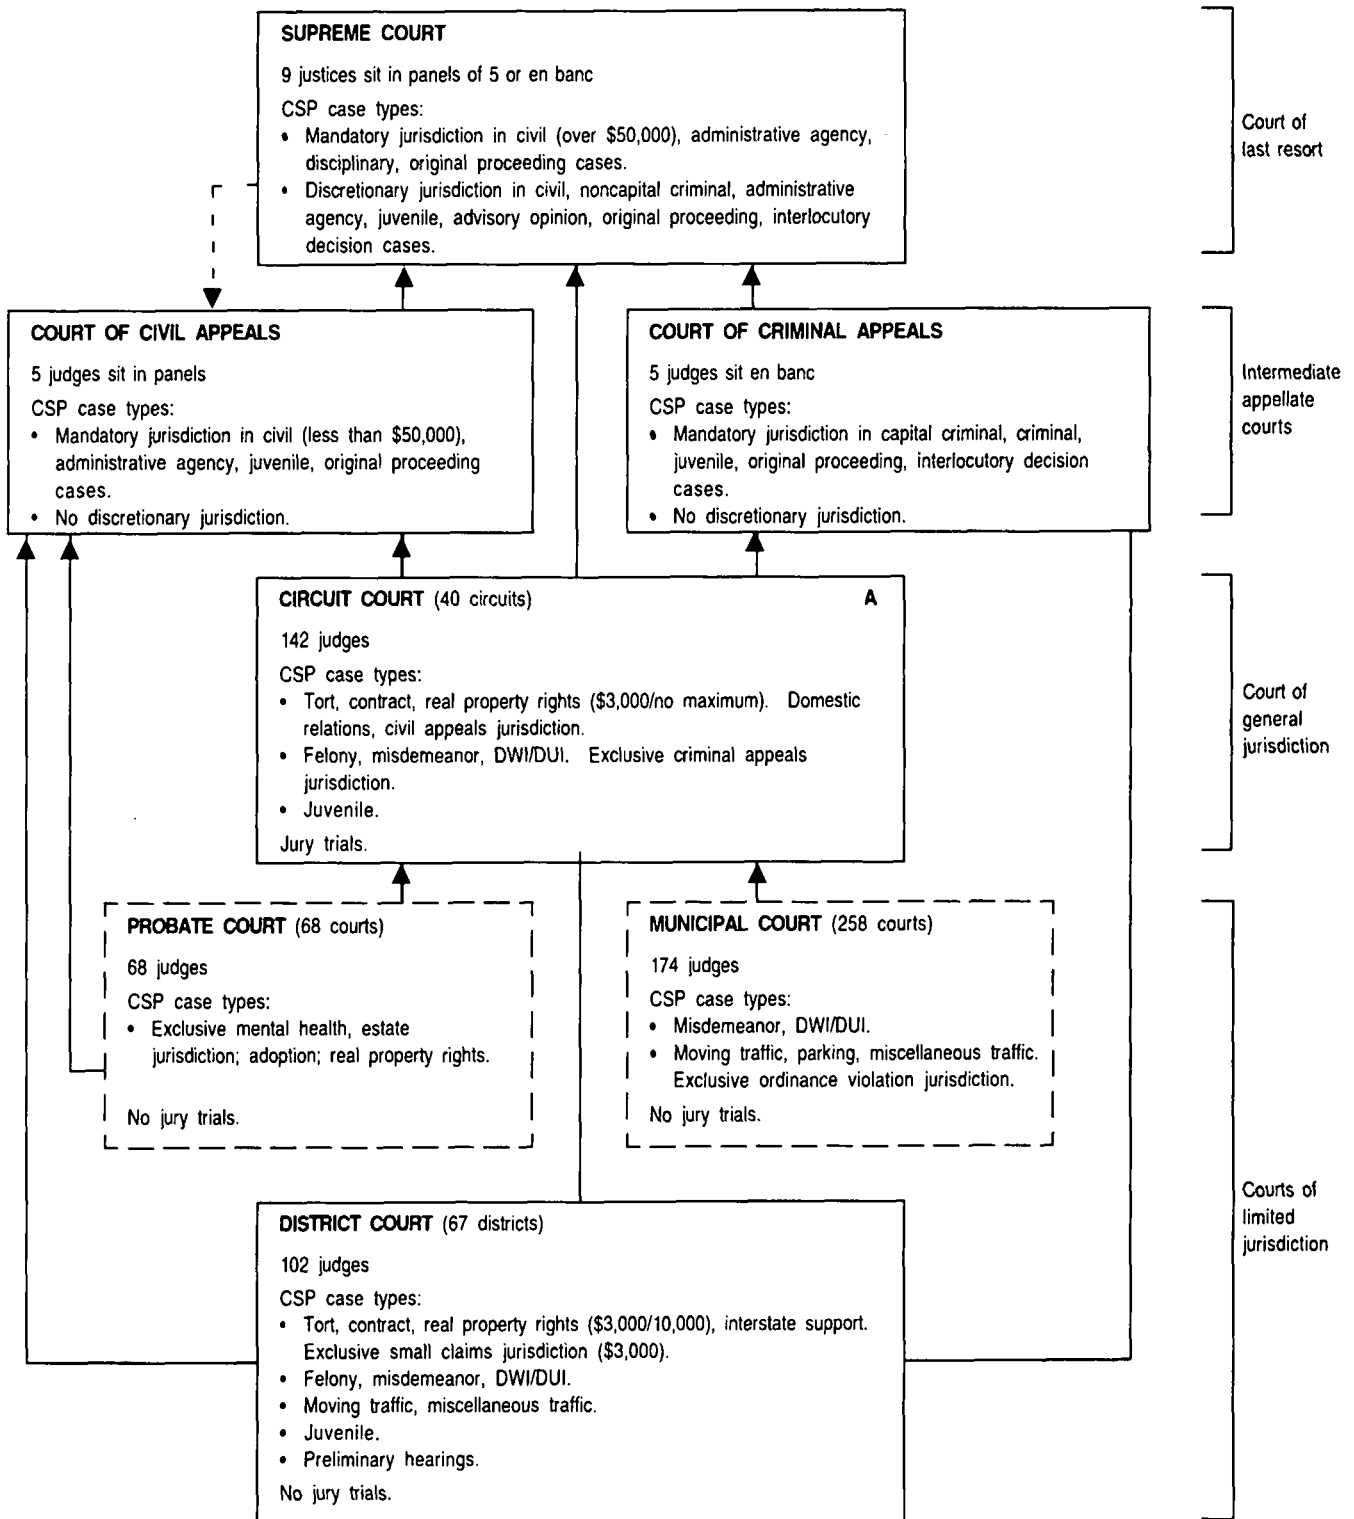 SUPREME COURT
9 justices sit in panels of 5 or en banc
CSP case types:
• Mandatory jurisdiction in civil (over $50,000), administrative agency,
disciplinary, original proceeding cases.
• Discretionary jurisdiction in civil, noncapital criminal, administrative
agency, juvenile, advisory opinion, original proceeding, interlocutory
decision cases.
Court of
last resort
COURT OF CIVIL APPEALS
5 judges sit in panels
CSP case types:
• Mandatory jurisdiction in civil (less than $50,000),
administrative agency, juvenile, original proceeding
cases.
• No discretionary jurisdiction.
COURT OF CRIMINAL APPEALS
5 judges sit en banc
CSP case types:
• Mandatory jurisdiction in capital criminal, criminal,
juvenile, original proceeding, interlocutory decision
cases.
• No discretionary jurisdiction.
Intermediate
appellate
courts
CIRCUIT COURT (40 circuits) A
142 judges
CSP case types:
• Tort, contract, real property rights ($3,000/no maximum). Domestic
relations, civil appeals jurisdiction.
• Felony, misdemeanor, DWI/DUI. Exclusive criminal appeals
jurisdiction.
• Juvenile.
Jury trials.
Court of
general
jurisdiction
PROBATE COURT (68 courts)
68 judges
CSP case types:
• Exclusive mental health, estate
jurisdiction; adoption; real property rights.
No jury trials.
MUNICIPAL COURT (258 courts)
174 judges
CSP case types:
• Misdemeanor, DWI/DUI.
• Moving traffic, parking, miscellaneous traffic.
Exclusive ordinance violation jurisdiction.
No jury trials.
DISTRICT COURT (67 districts)
102 judges
CSP case types:
• Tort, contract, real property rights ($3,000/10,000), interstate support.
Exclusive small claims jurisdiction ($3,000).
• Felony, misdemeanor, DWI/DUI.
• Moving traffic, miscellaneous traffic.
• Juvenile.
• Preliminary hearings.
No jury trials.
Courts of
limited
jurisdiction